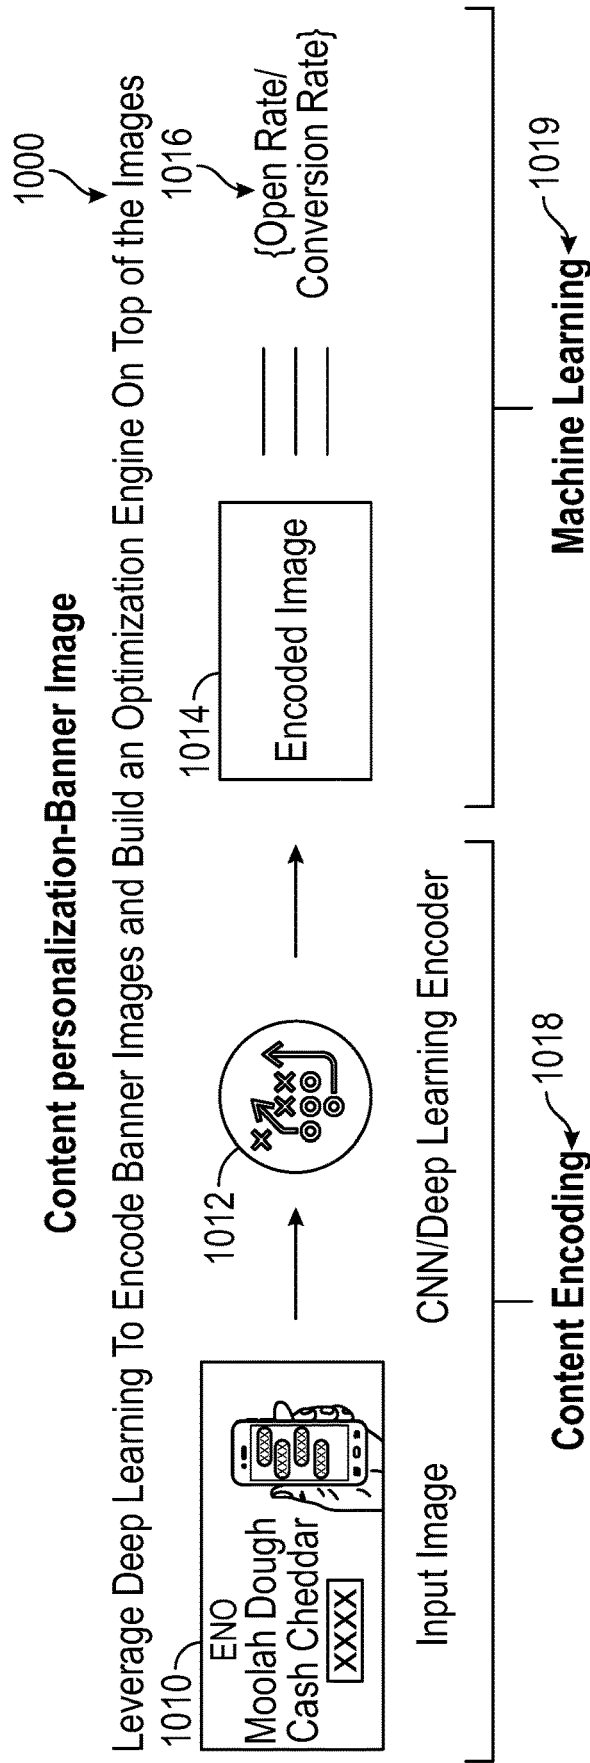 Content personalization-Banner Image
Leverage Deep Learning To Encode Banner Images and Build an Optimization Engine On Top of the Images
1000
1010
ENO
Moolah Dough
Cash Cheddar
XXXX
Input Image
1012
CNN/Deep Learning Encoder
1014
Encoded Image
1016
{Open Rate/
Conversion Rate}
Content Encoding
1018
Machine Learning
1019